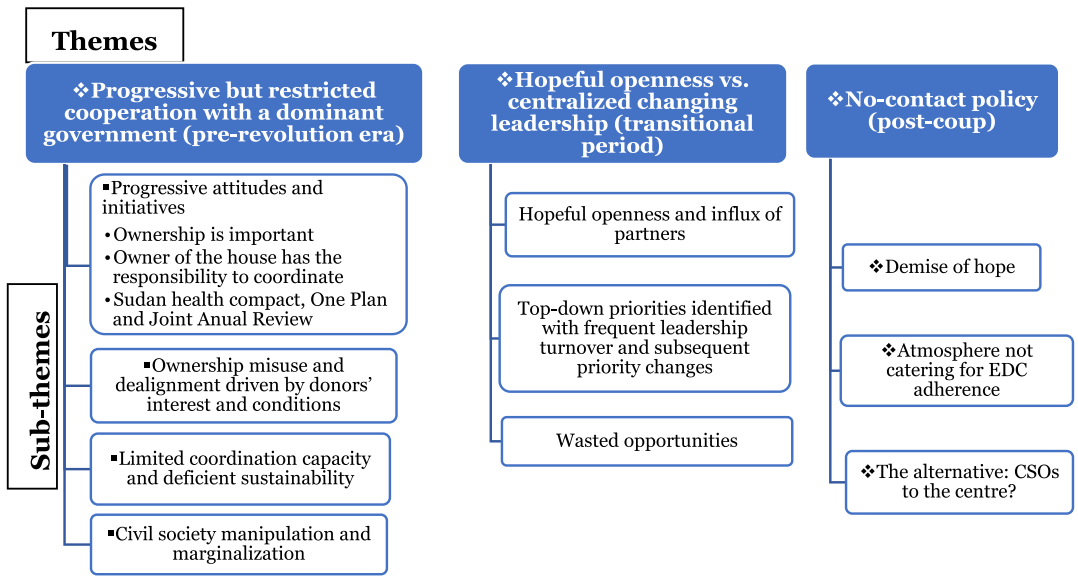 Themes
❖Progressive but restricted
cooperation with a dominant
government (pre-revolution era)
▪Progressive attitudes and
initiatives
• Ownership is important
• Owner of the house has the
responsibility to coordinate
• Sudan health compact, One Plan
and Joint Anual Review
▪Ownership misuse and
dealignment driven by donors’
interest and conditions
▪Limited coordination capacity
and deficient sustainability
▪Civil society manipulation and
marginalization
❖Hopeful openness vs.
centralized changing
leadership (transitional
period)
Hopeful openness and influx of
partners
Top-down priorities identified
with frequent leadership
turnover and subsequent
priority changes
Wasted opportunities
❖No-contact policy
(post-coup)
❖Demise of hope
❖Atmosphere not
catering for EDC
adherence
❖The alternative: CSOs
to the centre?
Sub-themes